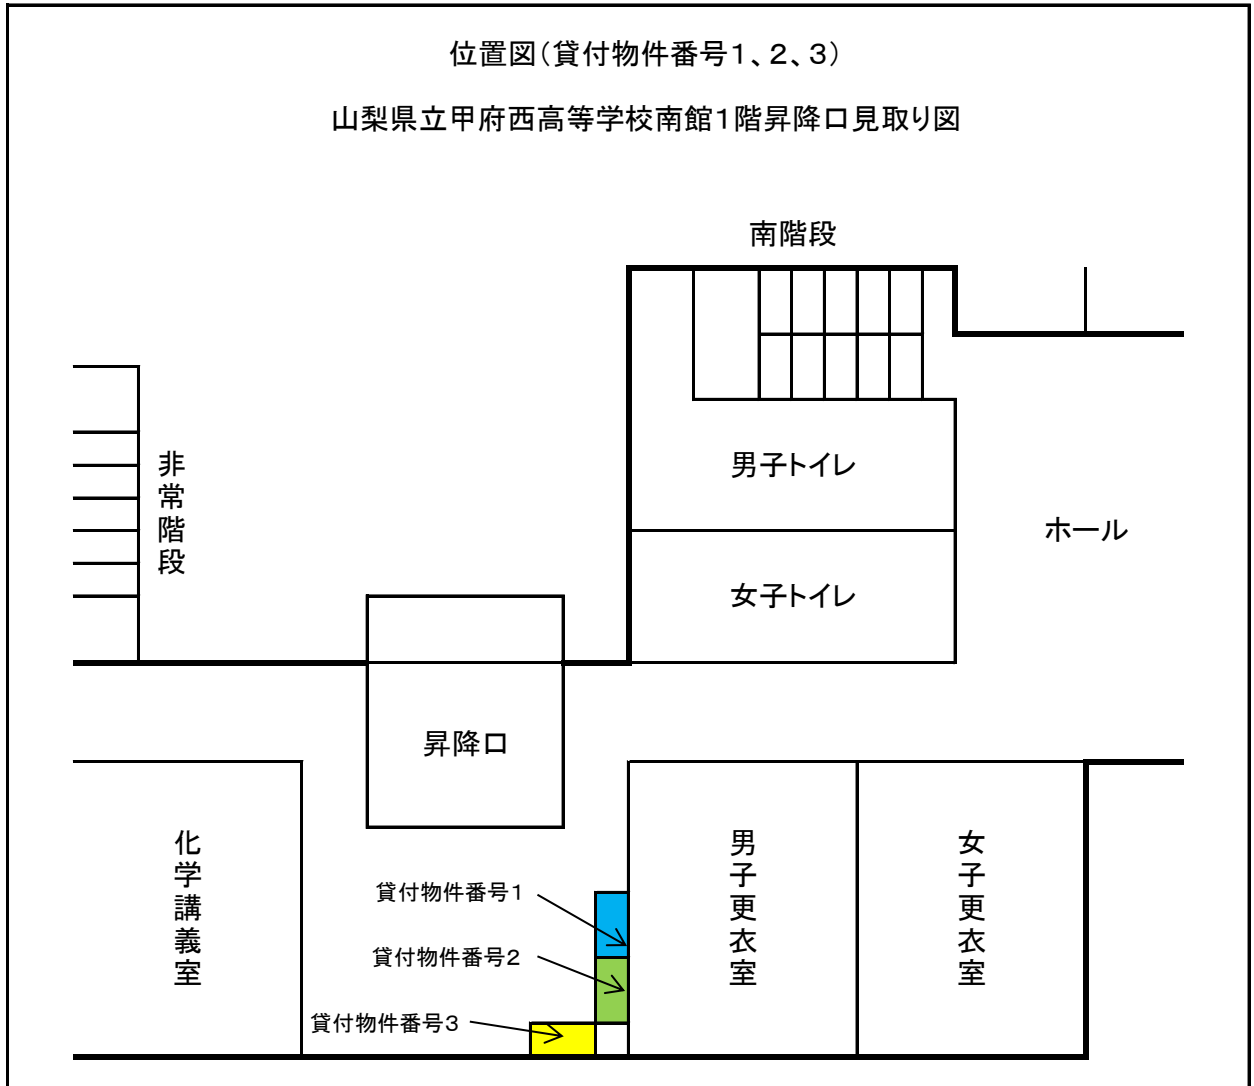 位置図(貸付物件番号1、2、3)
山梨県立甲府西高等学校南館1階昇降口見取り図
南階段
非常階段
男子トイレ
ホール
女子トイレ
昇降口
化学講義室
男子更衣室
女子更衣室
貸付物件番号1
貸付物件番号2
貸付物件番号3